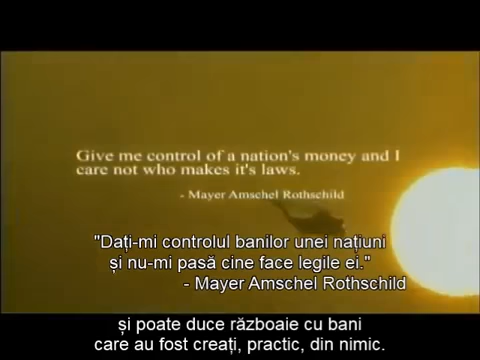 Give me control of a nation's money and I
care not who makes it's laws.
- Mayer Amschel Rothschild
"Dați-mi controlul banilor unei națiuni
și nu-mi pasă cine face legile ei."
- Mayer Amschel Rothschild
și poate duce războaie cu bani
care au fost creați, practic, din nimic.